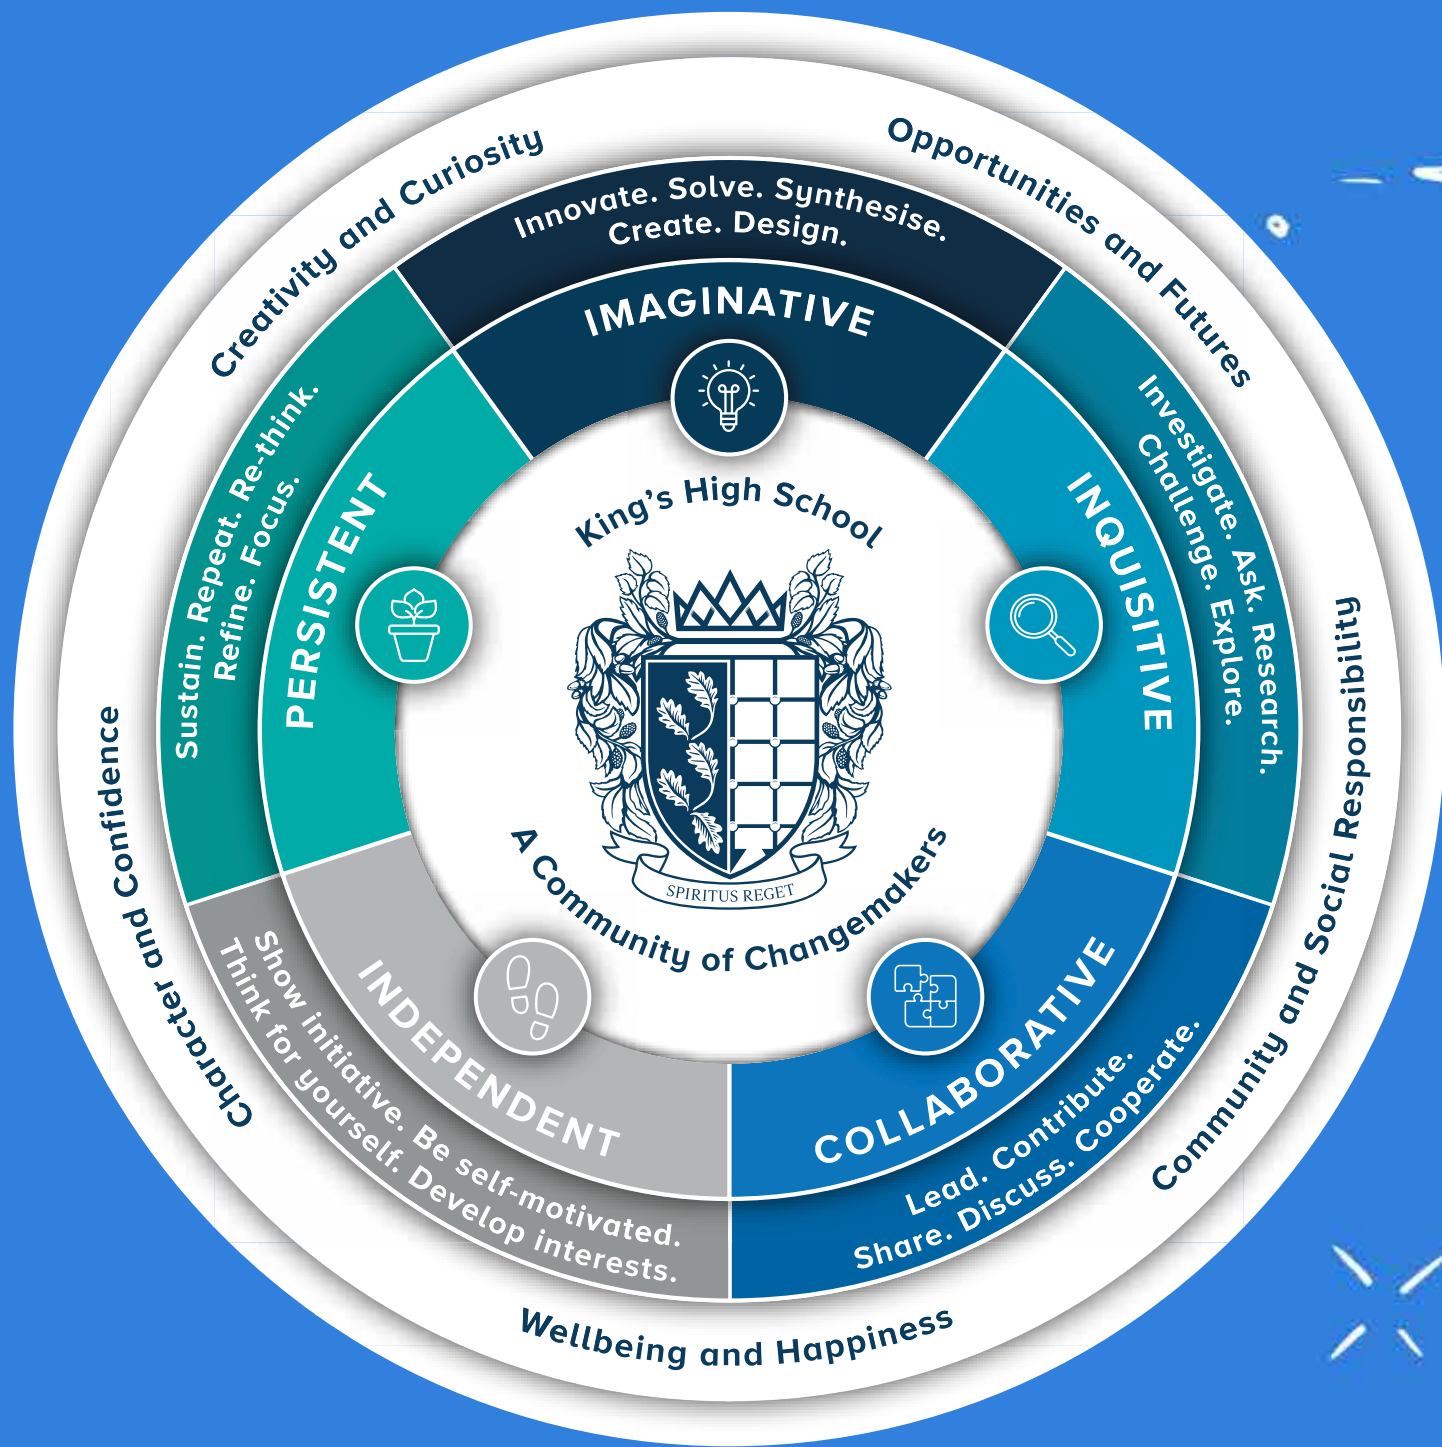 Creativity and Curiosity
Opportunities and Futures
Community and Social Responsibility
Wellbeing and Happiness
Character and Confidence
Innovate. Solve. Synthesise.
Create. Design.
IMAGINATIVE
Investigate. Ask. Research.
Challenge. Explore.
INQUISITIVE
COLLABORATIVE
Lead. Contribute.
Share. Discuss. Cooperate.
INDEPENDENT
Show initiative. Be self-motivated.
Think for yourself. Develop interests.
Sustain. Repeat. Re-think.
Refine. Focus.
PERSISTENT
King's High School
SPIRITUS REGET
A Community of Changemakers